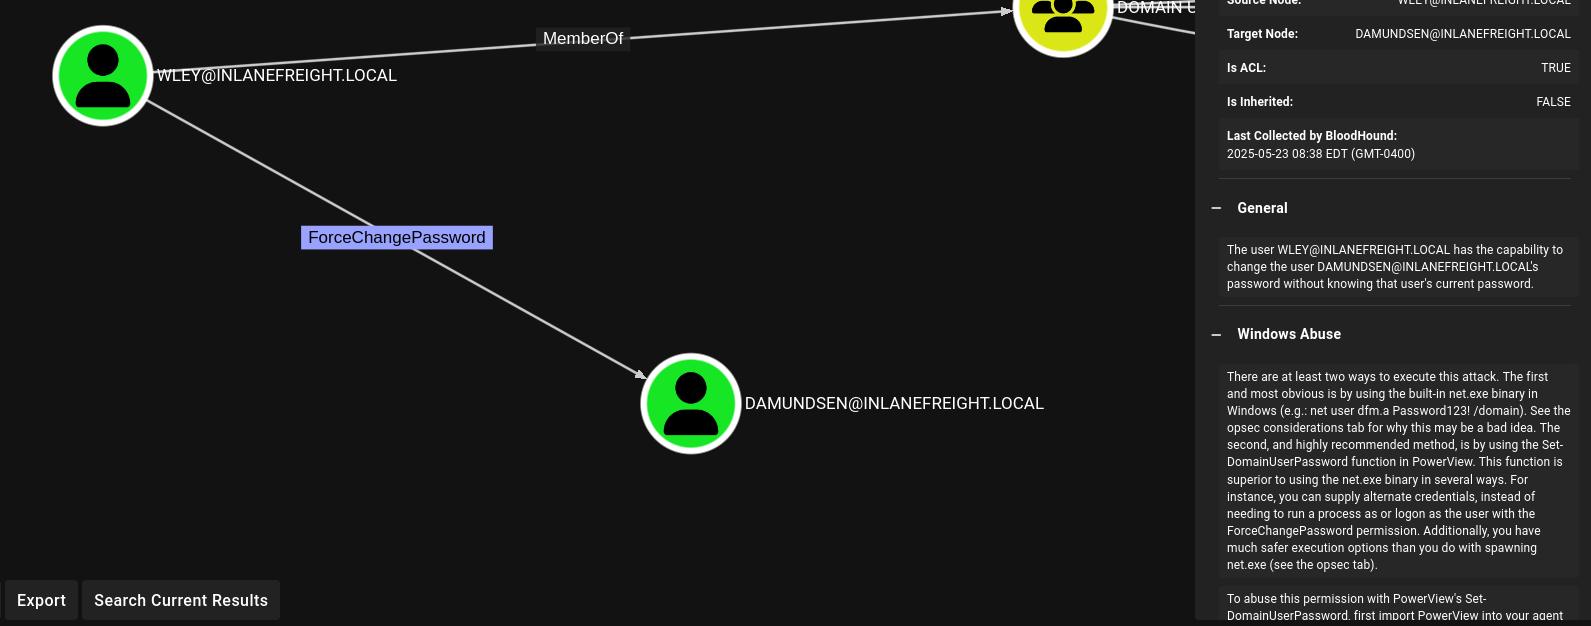 MemberOf
DOMAIN U
WLEY@INLANEFREIGHT.LOCAL
ForceChangePassword
DAMUNDSEN@INLANEFREIGHT.LOCAL
Export
Search Current Results
Source Node:
WLEY@INLANEFREIGHT.LOCAL
Target Node:
DAMUNDSEN@INLANEFREIGHT.LOCAL
Is ACL:
TRUE
Is Inherited:
FALSE
Last Collected by BloodHound:
2025-05-23 08:38 EDT (GMT-0400)
General
The user WLEY@INLANEFREIGHT.LOCAL has the capability to
change the user DAMUNDSEN@INLANEFREIGHT.LOCAL's
password without knowing that user's current password.
Windows Abuse
There are at least two ways to execute this attack. The first
and most obvious is by using the built-in net.exe binary in
Windows (e.g.: net user dfm.a Password123! /domain). See the
opsec considerations tab for why this may be a bad idea. The
second, and highly recommended method, is by using the Set-
DomainUserPassword function in PowerView. This function is
superior to using the net.exe binary in several ways. For
instance, you can supply alternate credentials, instead of
needing to run a process as or logon as the user with the
ForceChangePassword permission. Additionally, you have
much safer execution options than you do with spawning
net.exe (see the opsec tab).
To abuse this permission with PowerView's Set-
DomainUserPassword, first import PowerView into your agent